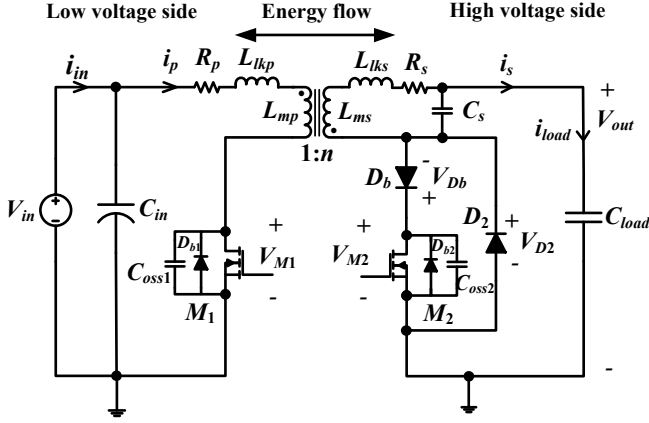 Low voltage side Energy flow High voltage side
i_in i_p R_p L_lkp L_lks R_s i_s
L_mp L_ms C_s + V_out
i_load
1:n
D_b - V_Db +
V_in + - C_in D_2 + V_D2 - C_load
C_oss1 D_b1 + V_M1 - + V_M2 - D_b2 C_oss2
M_1 M_2
-